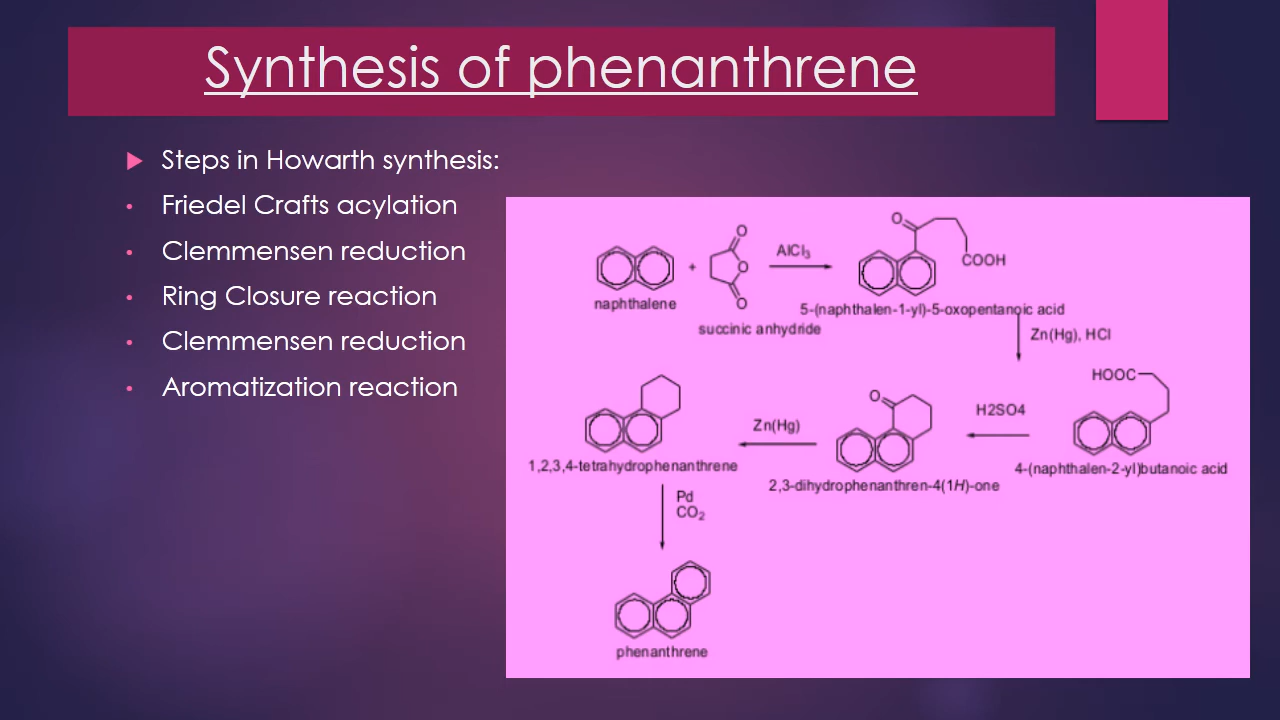 Synthesis of phenanthrene
Steps in Howarth synthesis:
Friedel Crafts acylation
Clemmensen reduction
Ring Closure reaction
Clemmensen reduction
Aromatization reaction
O
O
O
O
+
AlCl3
COOH
naphthalene
succinic anhydride
5-(naphthalen-1-yl)-5-oxopentanoic acid
Zn(Hg), HCl
HOOC
4-(naphthalen-2-yl)butanoic acid
H2SO4
O
2,3-dihydrophenanthren-4(1H)-one
Zn(Hg)
1,2,3,4-tetrahydrophenanthrene
Pd
CO2
phenanthrene